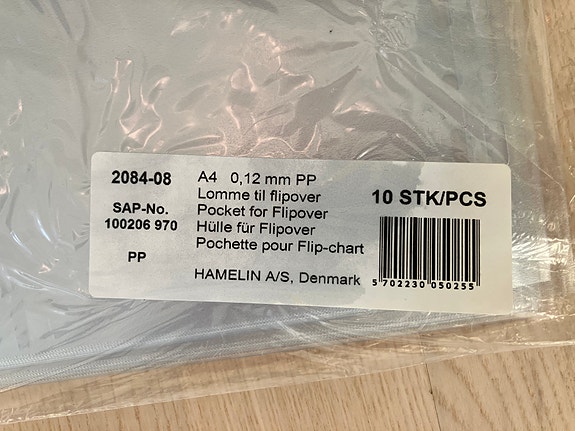 2084-08
SAP-No.
100206 970
PP
A4 0,12 mm PP
Lomme til flipover
Pocket for Flipover
Hülle für Flipover
Pochette pour Flip-chart
HAMELIN A/S, Denmark
10 STK/PCS
5 702230 050255